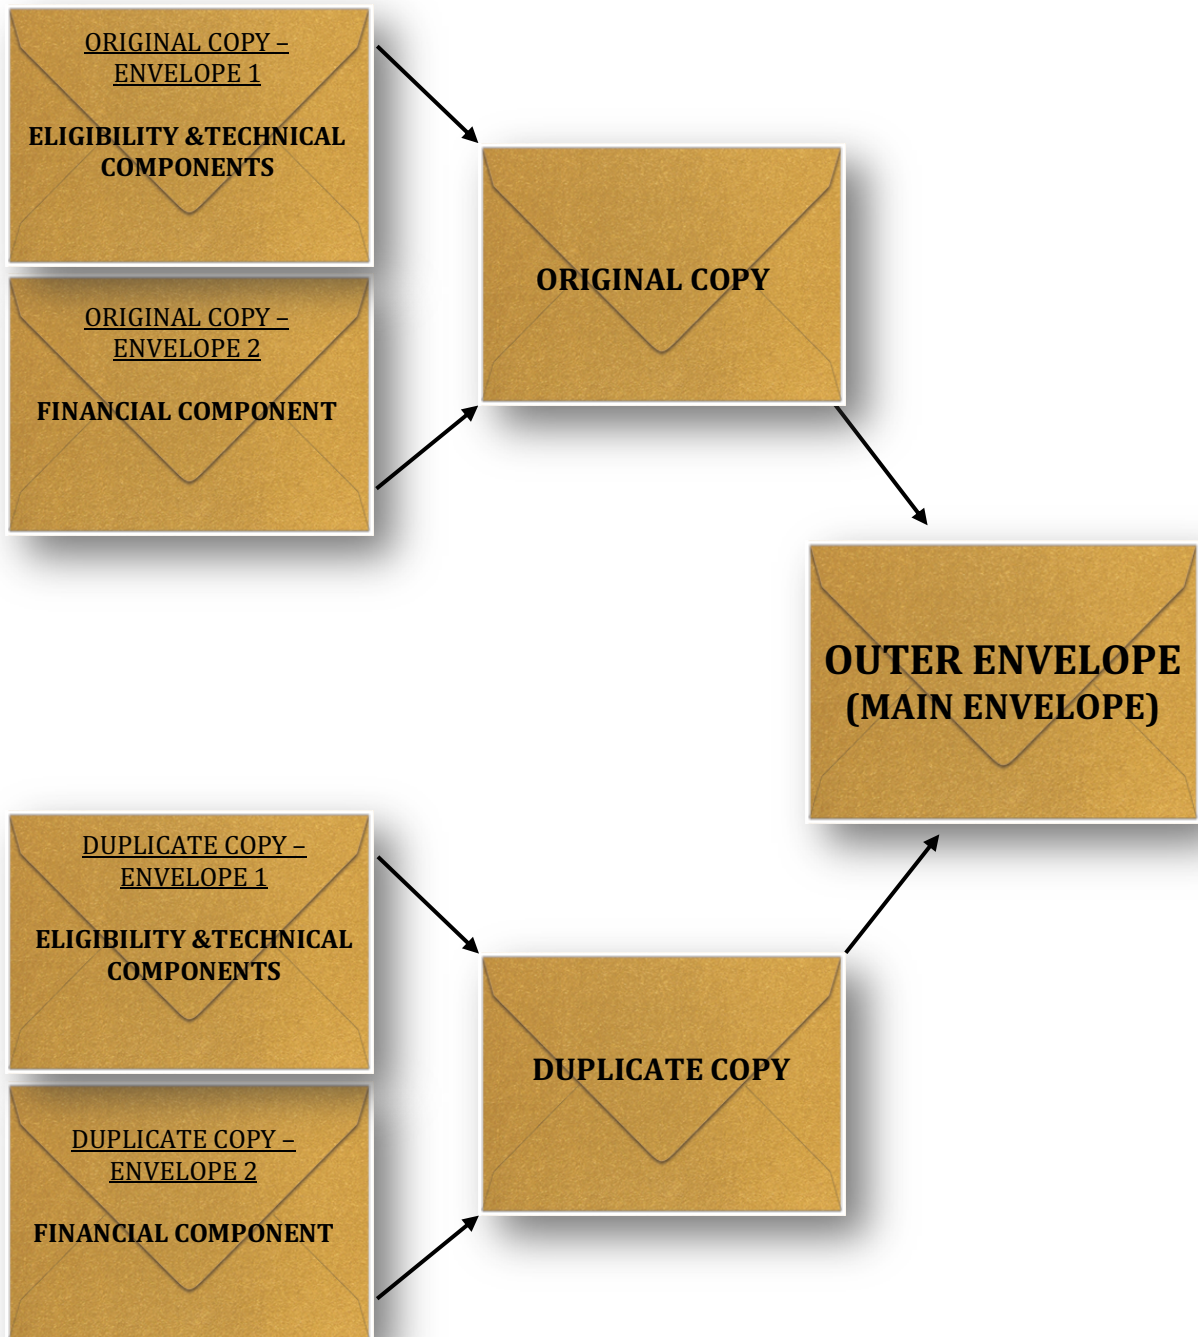 ORIGINAL COPY –
ENVELOPE 1
ELIGIBILITY &TECHNICAL
COMPONENTS
ORIGINAL COPY –
ENVELOPE 2
FINANCIAL COMPONENT
ORIGINAL COPY
OUTER ENVELOPE
(MAIN ENVELOPE)
DUPLICATE COPY –
ENVELOPE 1
ELIGIBILITY &TECHNICAL
COMPONENTS
DUPLICATE COPY –
ENVELOPE 2
FINANCIAL COMPONENT
DUPLICATE COPY